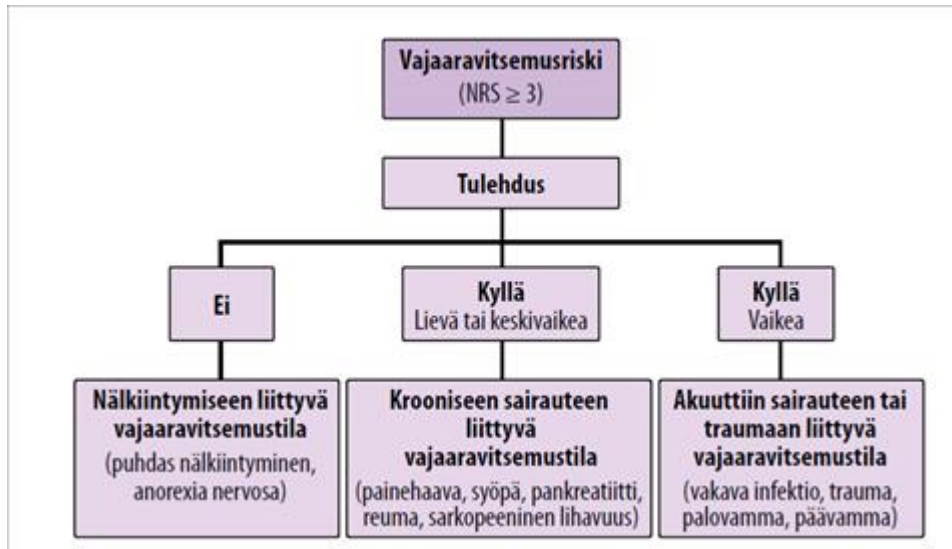 Vajaaravitsemusriski
(NRS ≥ 3)
Tulehdus
Ei
Kyllä
Lievä tai keskivaikea
Kyllä
Vaikea
Nälkiintymiseen liittyvä
vajaaravitsemustila
(puhdas nälkiintyminen,
anorexia nervosa)
Krooniseen sairauteen
liittyvä
vajaaravitsemustila
(painehaava, syöpä, pankreatiitti,
reuma, sarkopeeninen lihavuus)
Akuuttiin sairauteen tai
traumaan liittyvä
vajaaravitsemustila
(vakava infektio, trauma,
palovamma, päävamma)